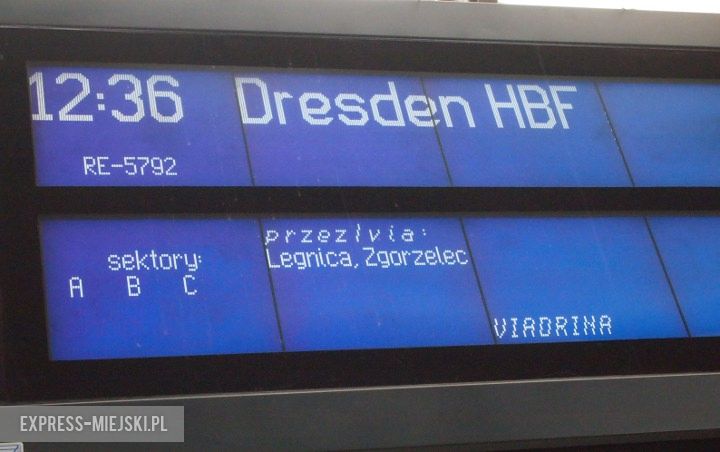 12:36 Dresden HBF
RE-5792
przez/via:
sektory: Legnica, Zgorzelec
A B C
VIADRINA
EXPRESS-MIEJSKI.PL